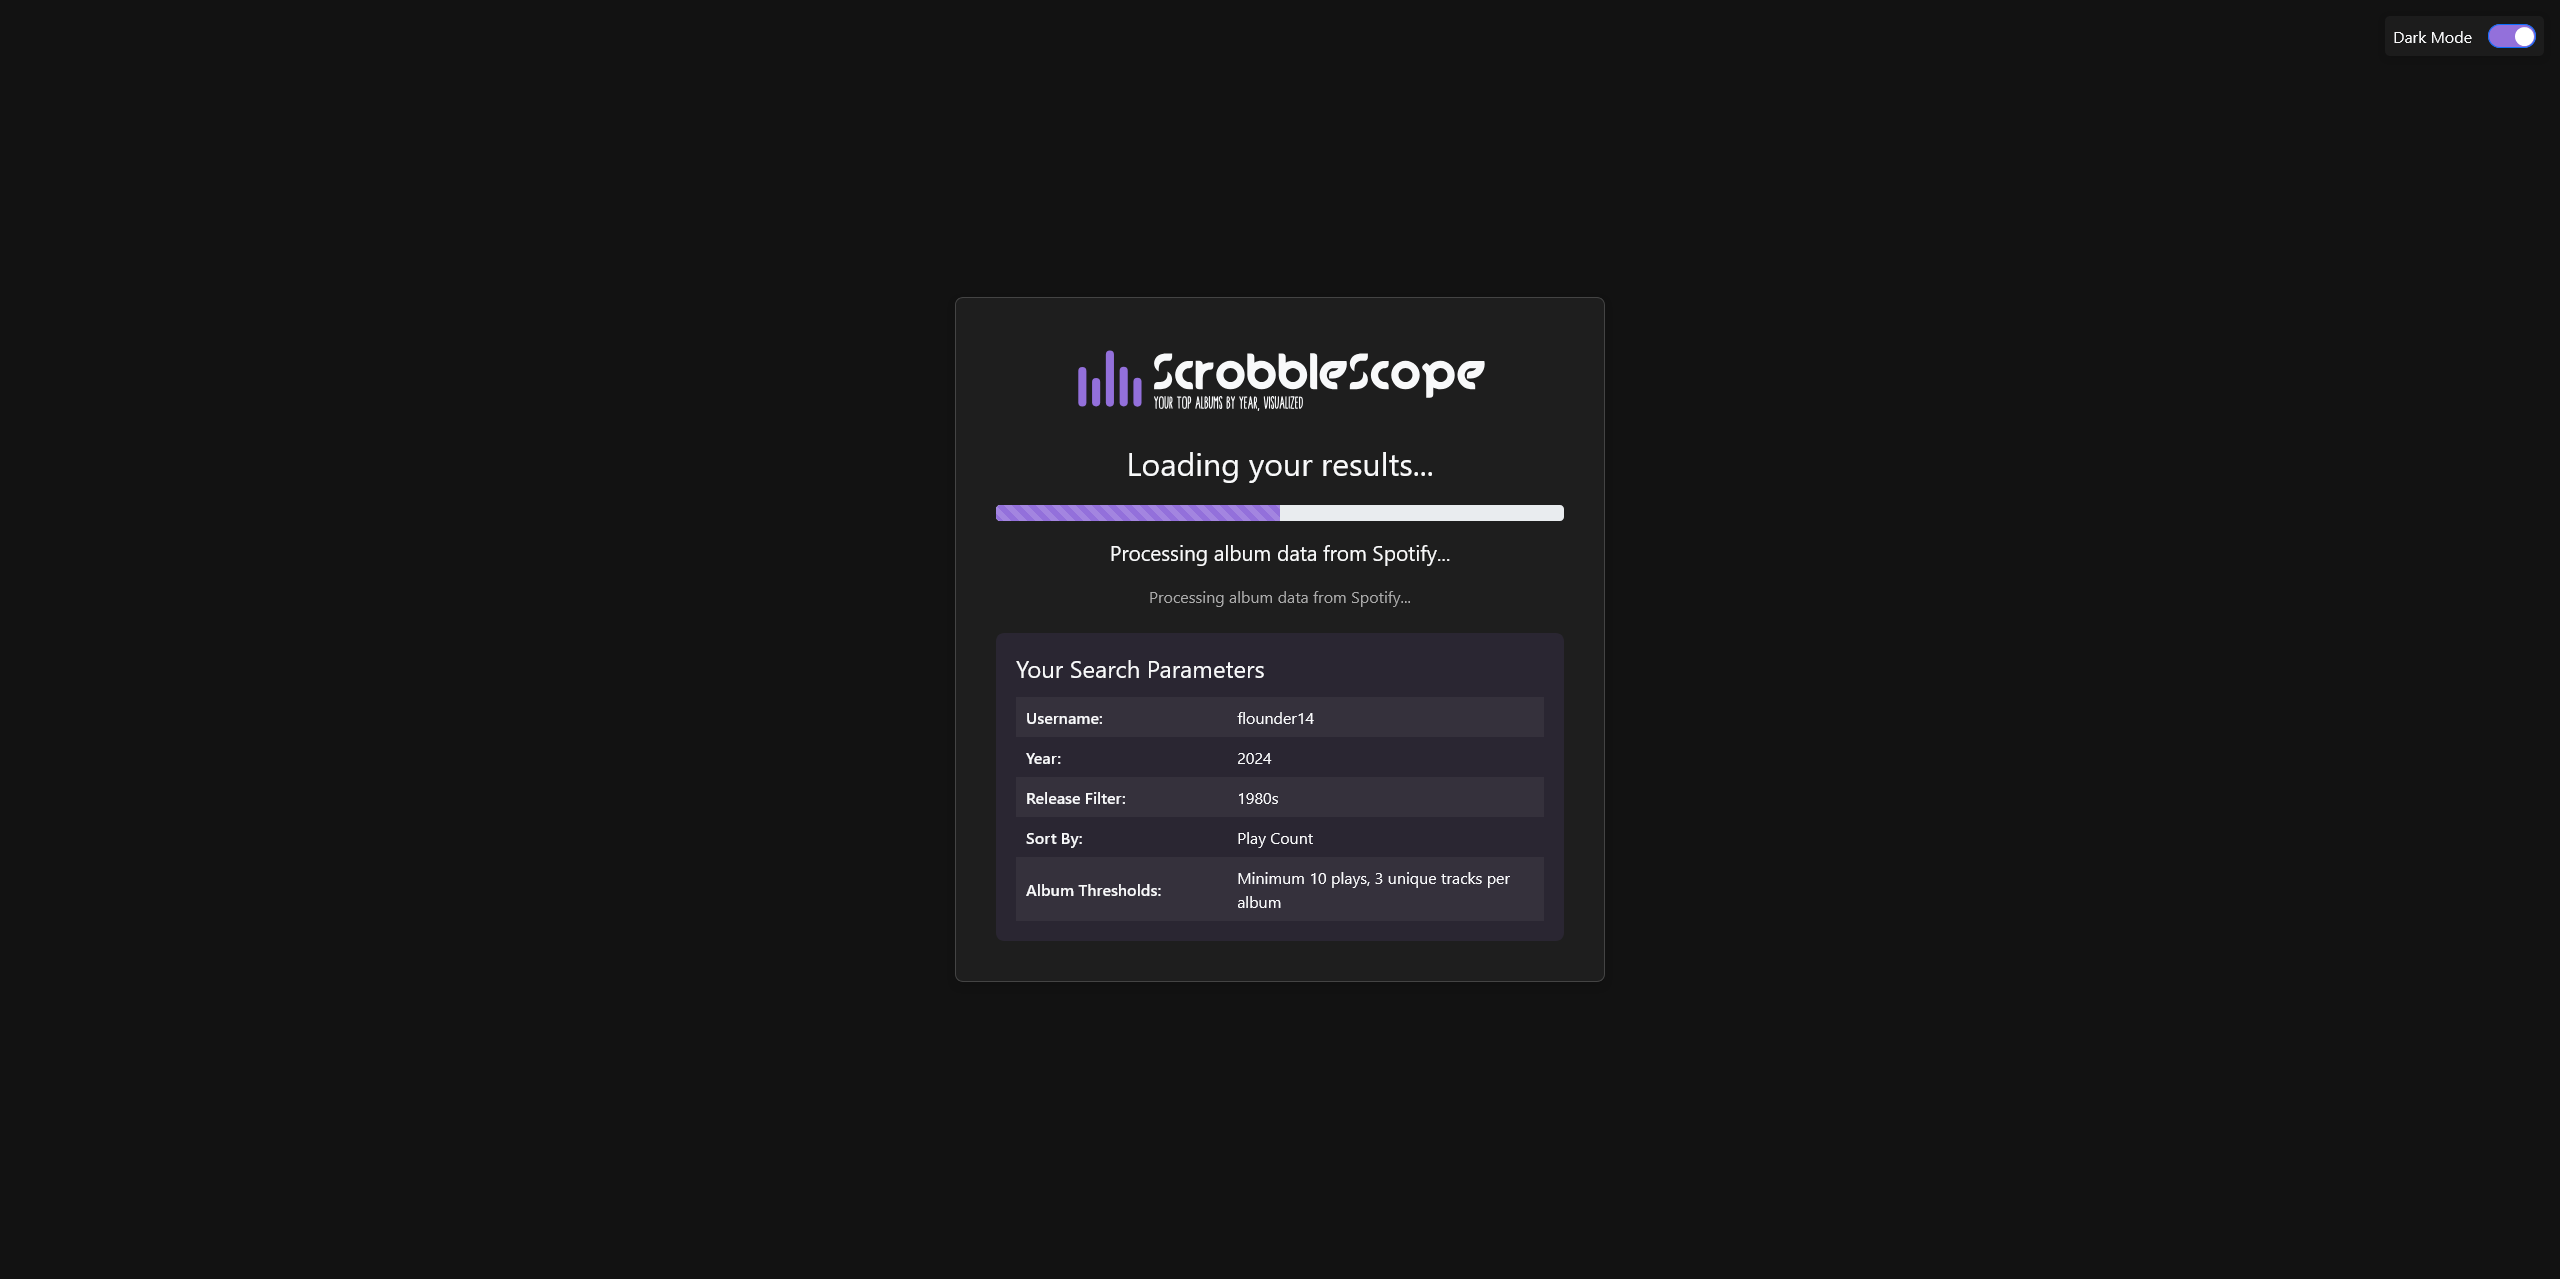 Dark Mode
ScrobbleScope
YOUR TOP ALBUMS BY YEAR, VISUALIZED
Loading your results...
Processing album data from Spotify...
Processing album data from Spotify...
Your Search Parameters
Username: flounder14
Year: 2024
Release Filter: 1980s
Sort By: Play Count
Album Thresholds: Minimum 10 plays, 3 unique tracks per
album